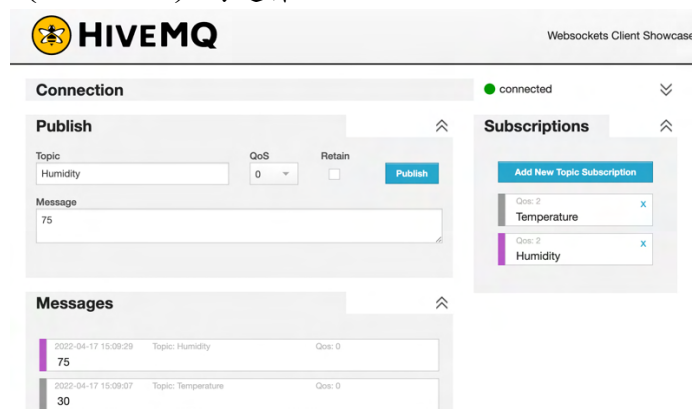 HIVEMQ
Websockets Client Showcase
Connection
connected
Publish
Subscriptions
Topic
QoS
Retain
Humidity
0
Publish
Add New Topic Subscription
Message
75
Qos: 2
x
Temperature
Qos: 2
x
Humidity
Messages
2022-04-17 15:09:29 Topic: Humidity Qos: 0
75
2022-04-17 15:09:07 Topic: Temperature Qos: 0
30